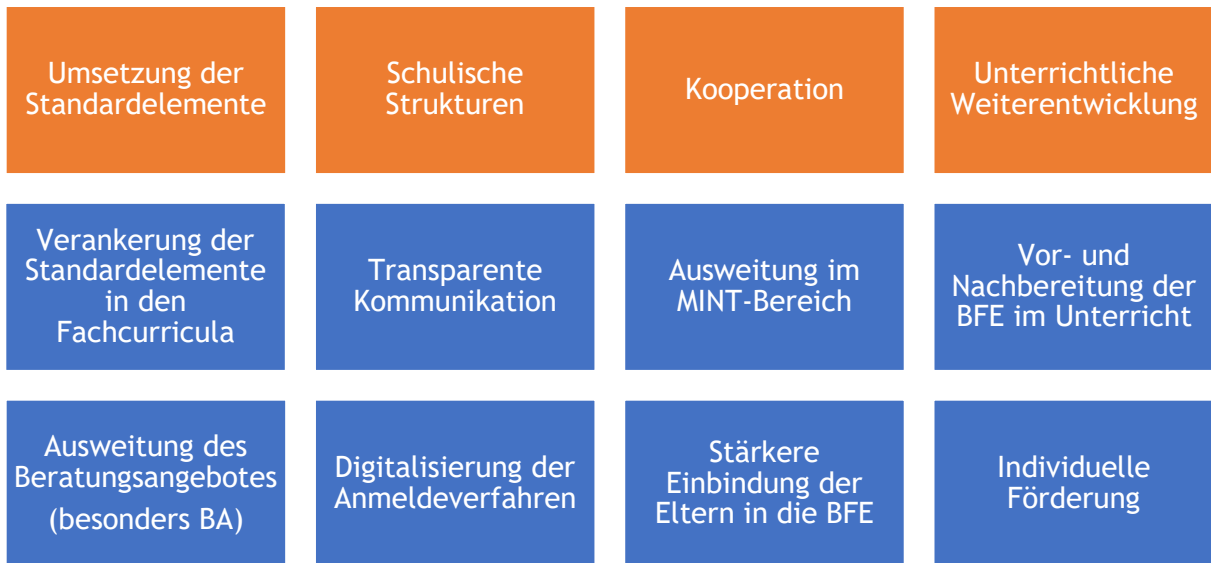 Umsetzung der
Standardelemente
Schulische
Strukturen
Kooperation
Unterrichtliche
Weiterentwicklung
Verankerung der
Standardelemente
in den
Fachcurricula
Transparente
Kommunikation
Ausweitung im
MINT-Bereich
Vor- und
Nachbereitung der
BFE im Unterricht
Ausweitung des
Beratungsangebotes
(besonders BA)
Digitalisierung der
Anmeldeverfahren
Stärkere
Einbindung der
Eltern in die BFE
Individuelle
Förderung